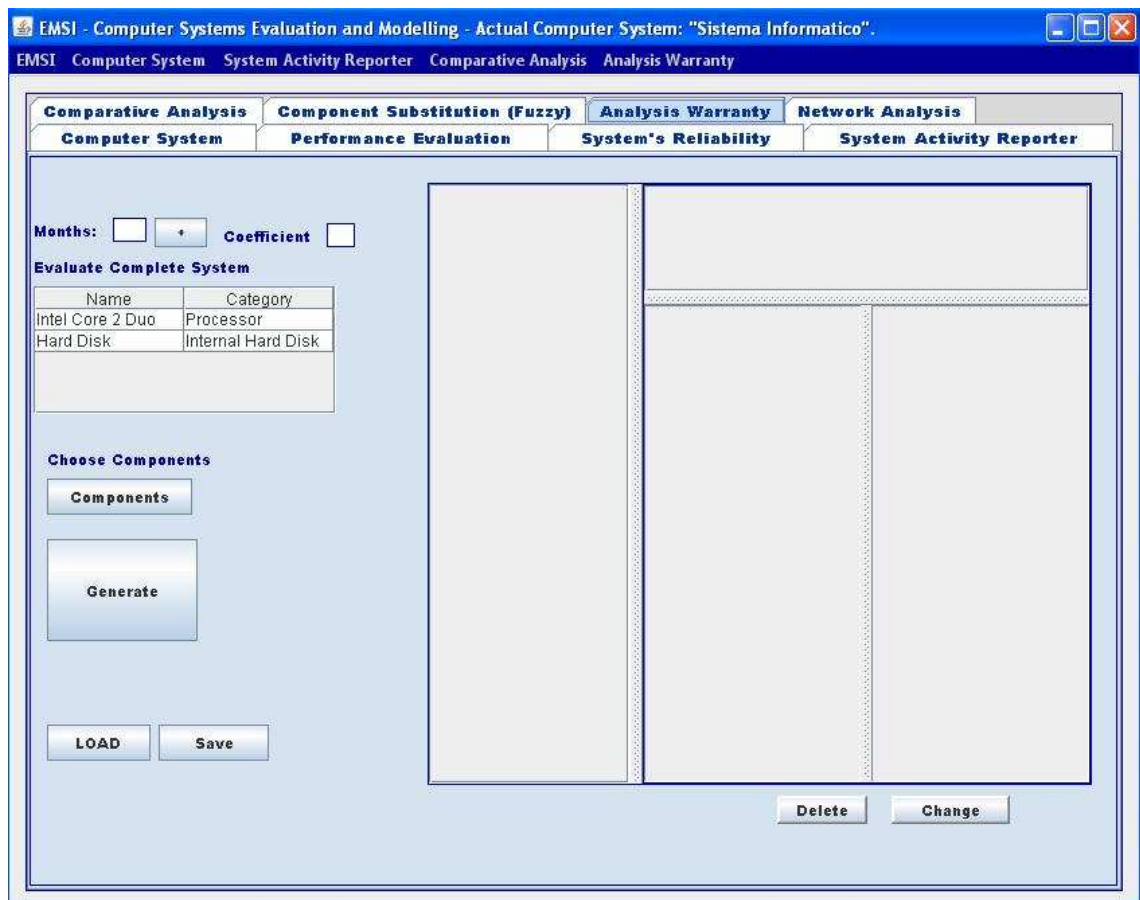 EMSI - Computer Systems Evaluation and Modelling - Actual Computer System: "Sistema Informatico".
EMSI Computer System System Activity Reporter Comparative Analysis Analysis Warranty
Comparative Analysis Component Substitution (Fuzzy) Analysis Warranty Network Analysis
Computer System Performance Evaluation System's Reliability System Activity Reporter
Months: + Coefficient
Evaluate Complete System
Name Category
Intel Core 2 Duo Processor
Hard Disk Internal Hard Disk
Choose Components
Components
Generate
LOAD Save
Delete Change